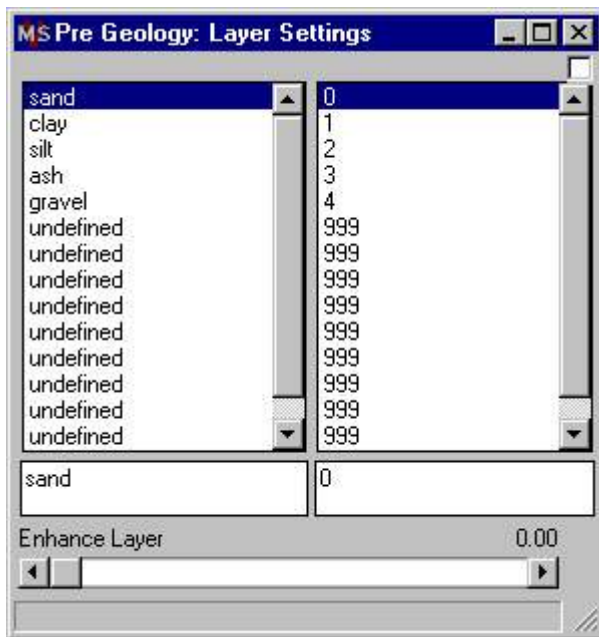 MS Pre Geology: Layer Settings
sand 0
clay 1
silt 2
ash 3
gravel 4
undefined 999
undefined 999
undefined 999
undefined 999
undefined 999
undefined 999
undefined 999
undefined 999
undefined 999
sand 0
Enhance Layer 0.00